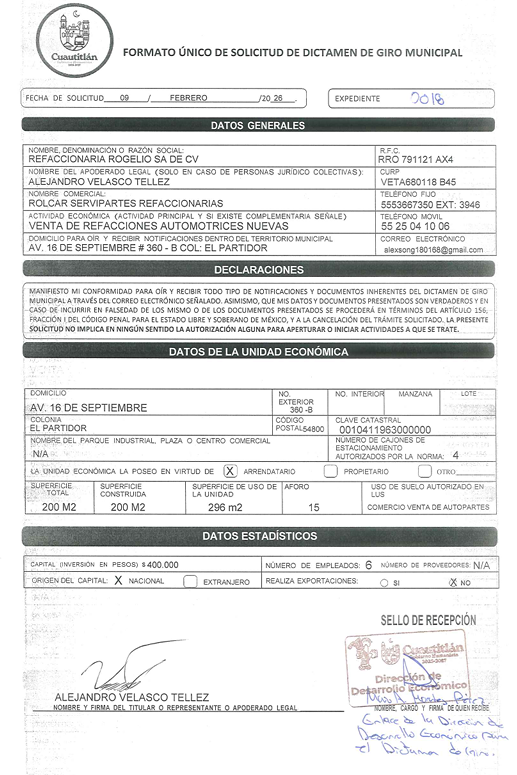 Cuautitlán
FORMATO ÚNICO DE SOLICITUD DE DICTAMEN DE GIRO MUNICIPAL
FECHA DE SOLICITUD 09 / FEBRERO /20 26 .
EXPEDIENTE 2018
DATOS GENERALES
NOMBRE, DENOMINACIÓN O RAZÓN SOCIAL: R.F.C.
REFACCIONARIA ROGELIO SA DE CV RRO 791121 AX4
NOMBRE DEL APODERADO LEGAL (SOLO EN CASO DE PERSONAS JURÍDICO COLECTIVAS): CURP
ALEJANDRO VELASCO TELLEZ VETA680118 B45
NOMBRE COMERCIAL: TELÉFONO FIJO
ROLCAR SERVIPARTES REFACCIONARIAS 5553667350 EXT: 3946
ACTIVIDAD ECONÓMICA (ACTIVIDAD PRINCIPAL Y SI EXISTE COMPLEMENTARIA SEÑALE) TELÉFONO MOVIL
VENTA DE REFACCIONES AUTOMOTRICES NUEVAS 55 25 04 10 06
DOMICILIO PARA OÍR Y RECIBIR NOTIFICACIONES DENTRO DEL TERRITORIO MUNICIPAL CORREO ELECTRÓNICO
AV. 16 DE SEPTIEMBRE # 360 - B COL: EL PARTIDOR alexsong180168@gmail.com
DECLARACIONES
MANIFIESTO MI CONFORMIDAD PARA OÍR Y RECIBIR TODO TIPO DE NOTIFICACIONES Y DOCUMENTOS INHERENTES DEL DICTAMEN DE GIRO
MUNICIPAL A TRAVÉS DEL CORREO ELECTRÓNICO SEÑALADO. ASIMISMO, QUE MIS DATOS Y DOCUMENTOS PRESENTADOS SON VERDADEROS Y EN
CASO DE INCURRIR EN FALSEDAD DE LOS MISMO O DE LOS DOCUMENTOS PRESENTADOS SE PROCEDERÁ EN TÉRMINOS DEL ARTÍCULO 156,
FRACCIÓN I DEL CÓDIGO PENAL PARA EL ESTADO LIBRE Y SOBERANO DE MÉXICO, Y A LA CANCELACIÓN DEL TRÁMITE SOLICITADO. LA PRESENTE
SOLICITUD NO IMPLICA EN NINGÚN SENTIDO LA AUTORIZACIÓN ALGUNA PARA APERTURAR O INICIAR ACTIVIDADES A QUE SE TRATE.
DATOS DE LA UNIDAD ECONÓMICA
DOMICILIO NO. EXTERIOR NO. INTERIOR MANZANA LOTE
AV. 16 DE SEPTIEMBRE 360 -B
COLONIA CÓDIGO POSTAL54800 CLAVE CATASTRAL
EL PARTIDOR 0010411963000000
NOMBRE DEL PARQUE INDUSTRIAL, PLAZA O CENTRO COMERCIAL NÚMERO DE CAJONES DE
ESTACIONAMIENTO
N/A AUTORIZADOS POR LA NORMA: 4
LA UNIDAD ECONÓMICA LA POSEO EN VIRTUD DE X ARRENDATARIO PROPIETARIO OTRO
SUPERFICIE TOTAL SUPERFICIE CONSTRUIDA SUPERFICIE DE USO DE LA UNIDAD AFORO USO DE SUELO AUTORIZADO EN LUS
200 M2 200 M2 296 m2 15 COMERCIO VENTA DE AUTOPARTES
DATOS ESTADÍSTICOS
CAPITAL (INVERSIÓN EN PESOS) $ 400.000 NÚMERO DE EMPLEADOS: 6 NÚMERO DE PROVEEDORES: N/A
ORIGEN DEL CAPITAL: X NACIONAL EXTRANJERO REALIZA EXPORTACIONES: SI X NO
SELLO DE RECEPCIÓN
Cuautitlán
Dirección de
Desarrollo Económico
ALEJANDRO VELASCO TELLEZ
NOMBRE Y FIRMA DEL TITULAR O REPRESENTANTE O APODERADO LEGAL
NOMBRE, CARGO Y FIRMA DE QUIEN RECIBE
Enlace de la Dirección de
Desarrollo Económico para
el Dictamen de Giro.